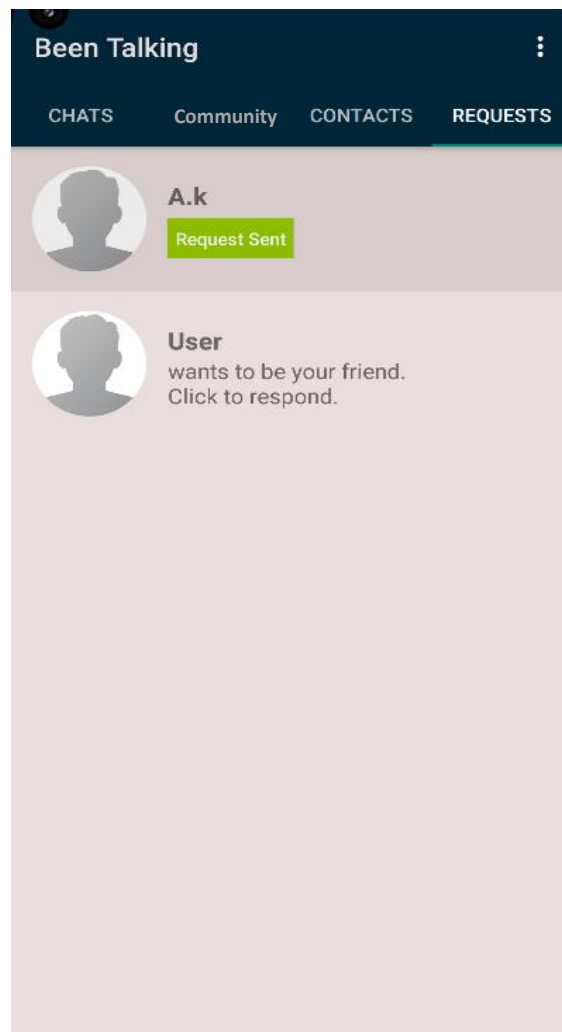 Been Talking
CHATS Community CONTACTS REQUESTS
A.k
Request Sent
User
wants to be your friend.
Click to respond.